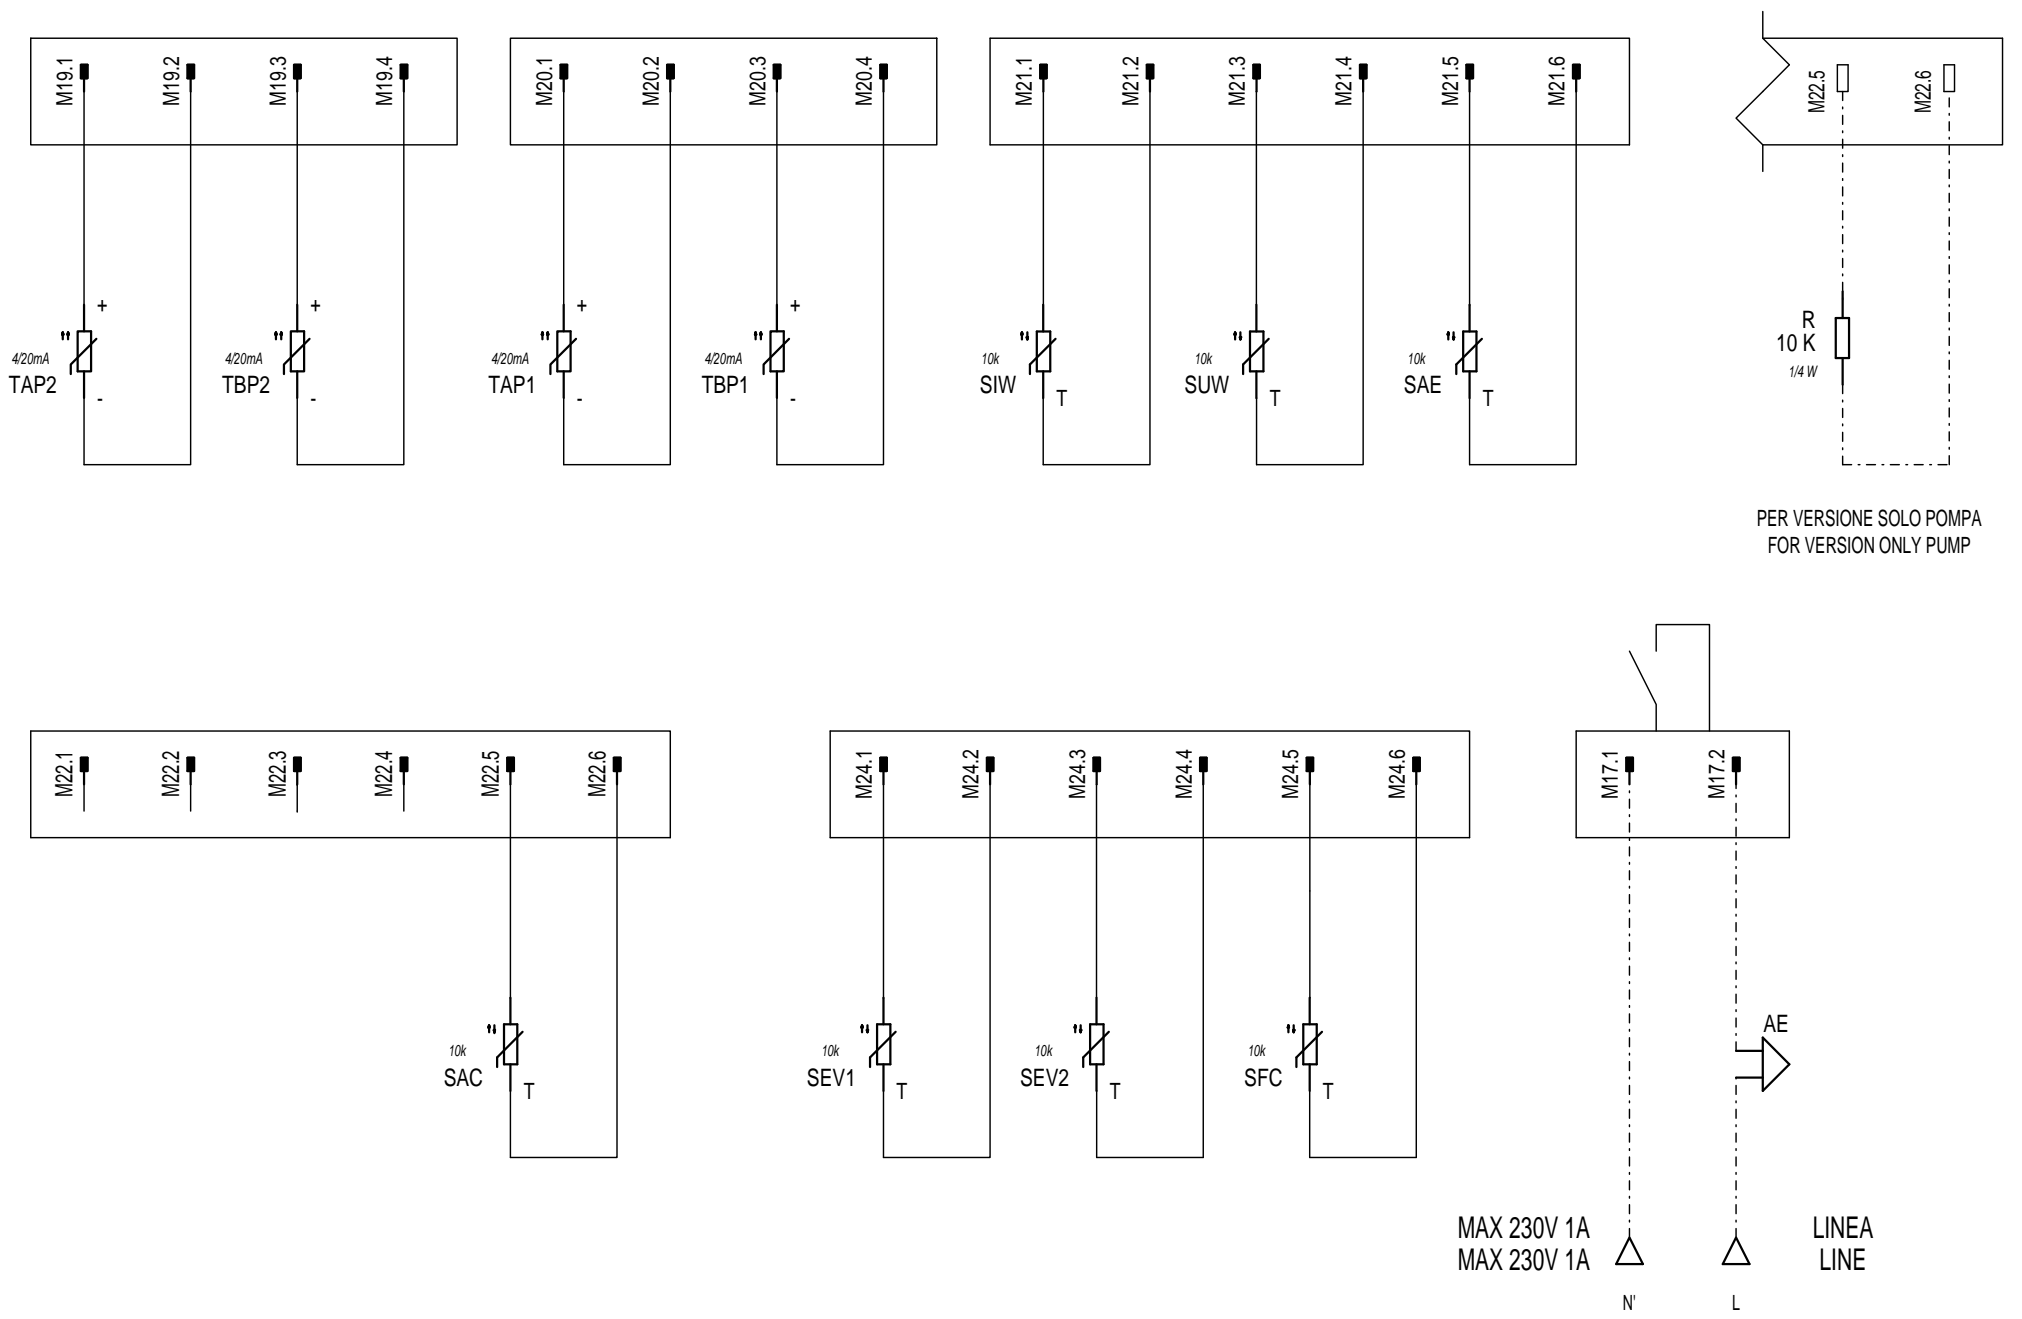 M19.1 M19.2 M19.3 M19.4
M20.1 M20.2 M20.3 M20.4
M21.1 M21.2 M21.3 M21.4 M21.5 M21.6
M22.5 M22.6
+
4/20mA
TAP2
-
+
4/20mA
TBP2
-
+
4/20mA
TAP1
-
+
4/20mA
TBP1
-
10k
SIW
T
10k
SUW
T
10k
SAE
T
R
10 K
1/4 W
PER VERSIONE SOLO POMPA
FOR VERSION ONLY PUMP
M22.1 M22.2 M22.3 M22.4 M22.5 M22.6
M24.1 M24.2 M24.3 M24.4 M24.5 M24.6
M17.1 M17.2
10k
SAC
T
10k
SEV1
T
10k
SEV2
T
10k
SFC
T
AE
MAX 230V 1A
MAX 230V 1A
LINEA
LINE
N'
L